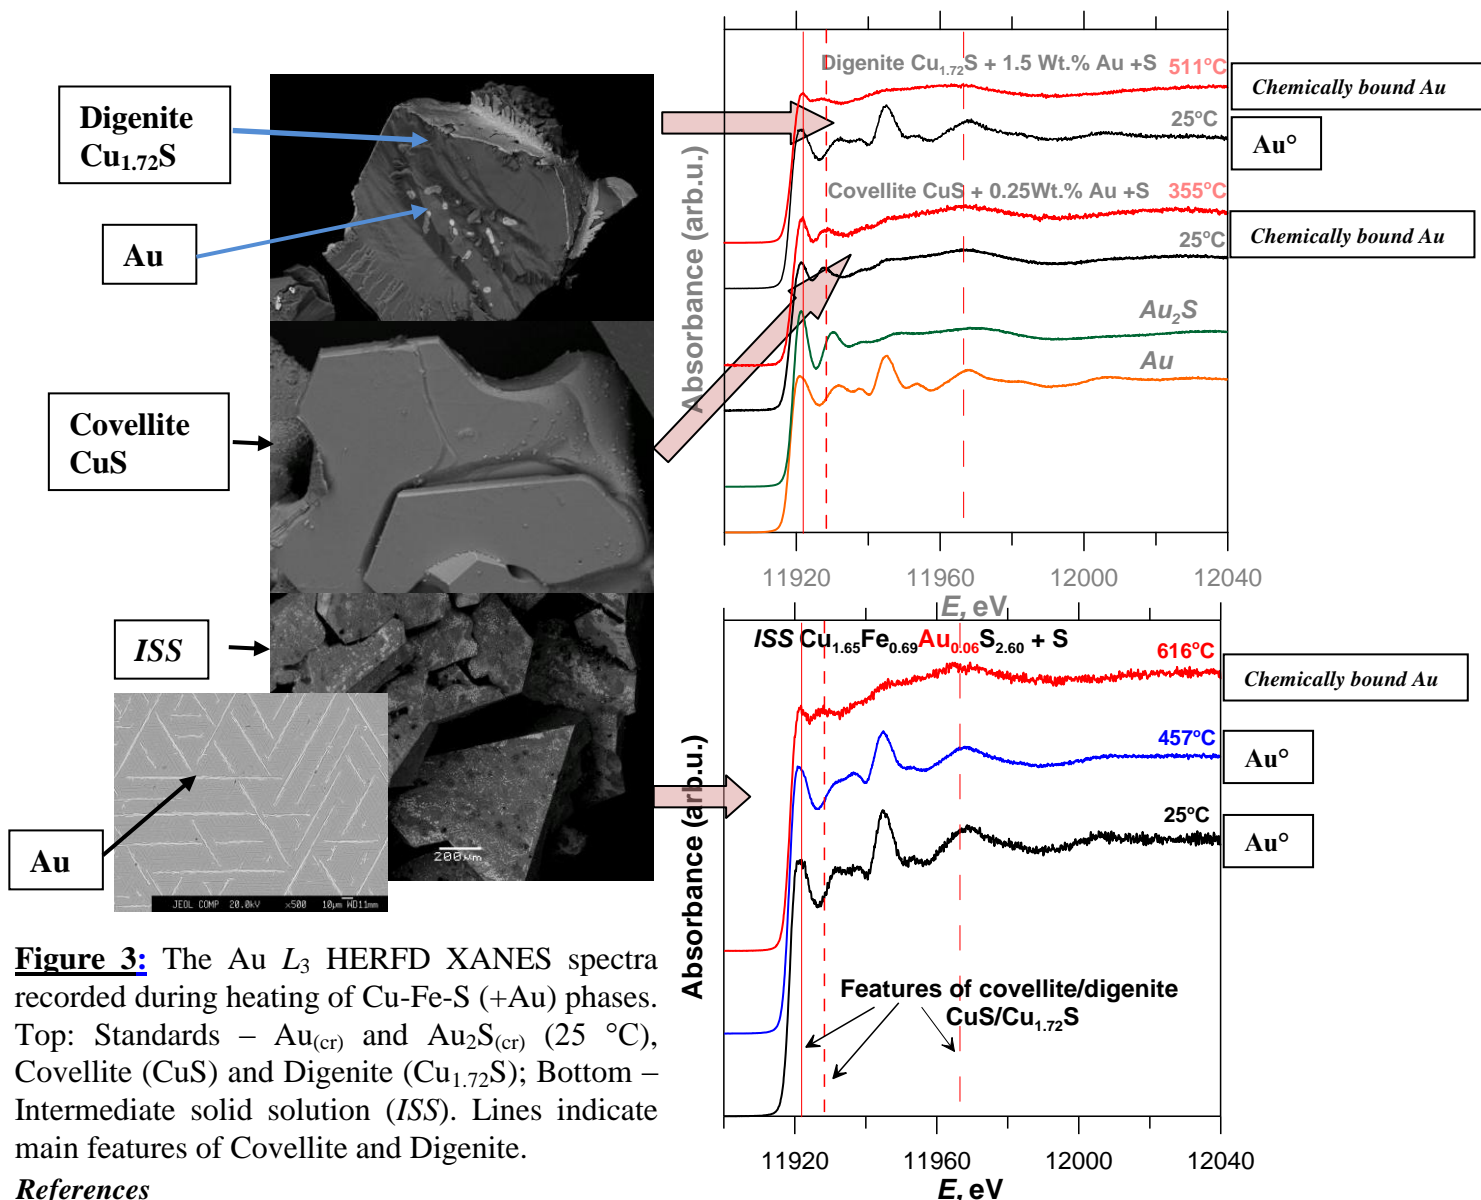 Digenite
Cu1.72S
Au
Covellite
CuS
ISS
Au
200µm
JEOL COMP 20.0kV ×500 10µm WD11mm
Absorbance (arb.u.)
Digenite Cu1.72S + 1.5 Wt.% Au +S
511°C
Chemically bound Au
25°C
Au°
Covellite CuS + 0.25Wt.% Au +S
355°C
25°C
Chemically bound Au
Au2S
Au
11920 11960 12000 12040
E, eV
Absorbance (arb.u.)
ISS Cu1.65Fe0.69Au0.06S2.60 + S
616°C
Chemically bound Au
457°C
Au°
25°C
Au°
Features of covellite/digenite
CuS/Cu1.72S
11920 11960 12000 12040
E, eV
Figure 3: The Au L3 HERFD XANES spectra
recorded during heating of Cu-Fe-S (+Au) phases.
Top: Standards – Au(cr) and Au2S(cr) (25 °C),
Covellite (CuS) and Digenite (Cu1.72S); Bottom –
Intermediate solid solution (ISS). Lines indicate
main features of Covellite and Digenite.
References